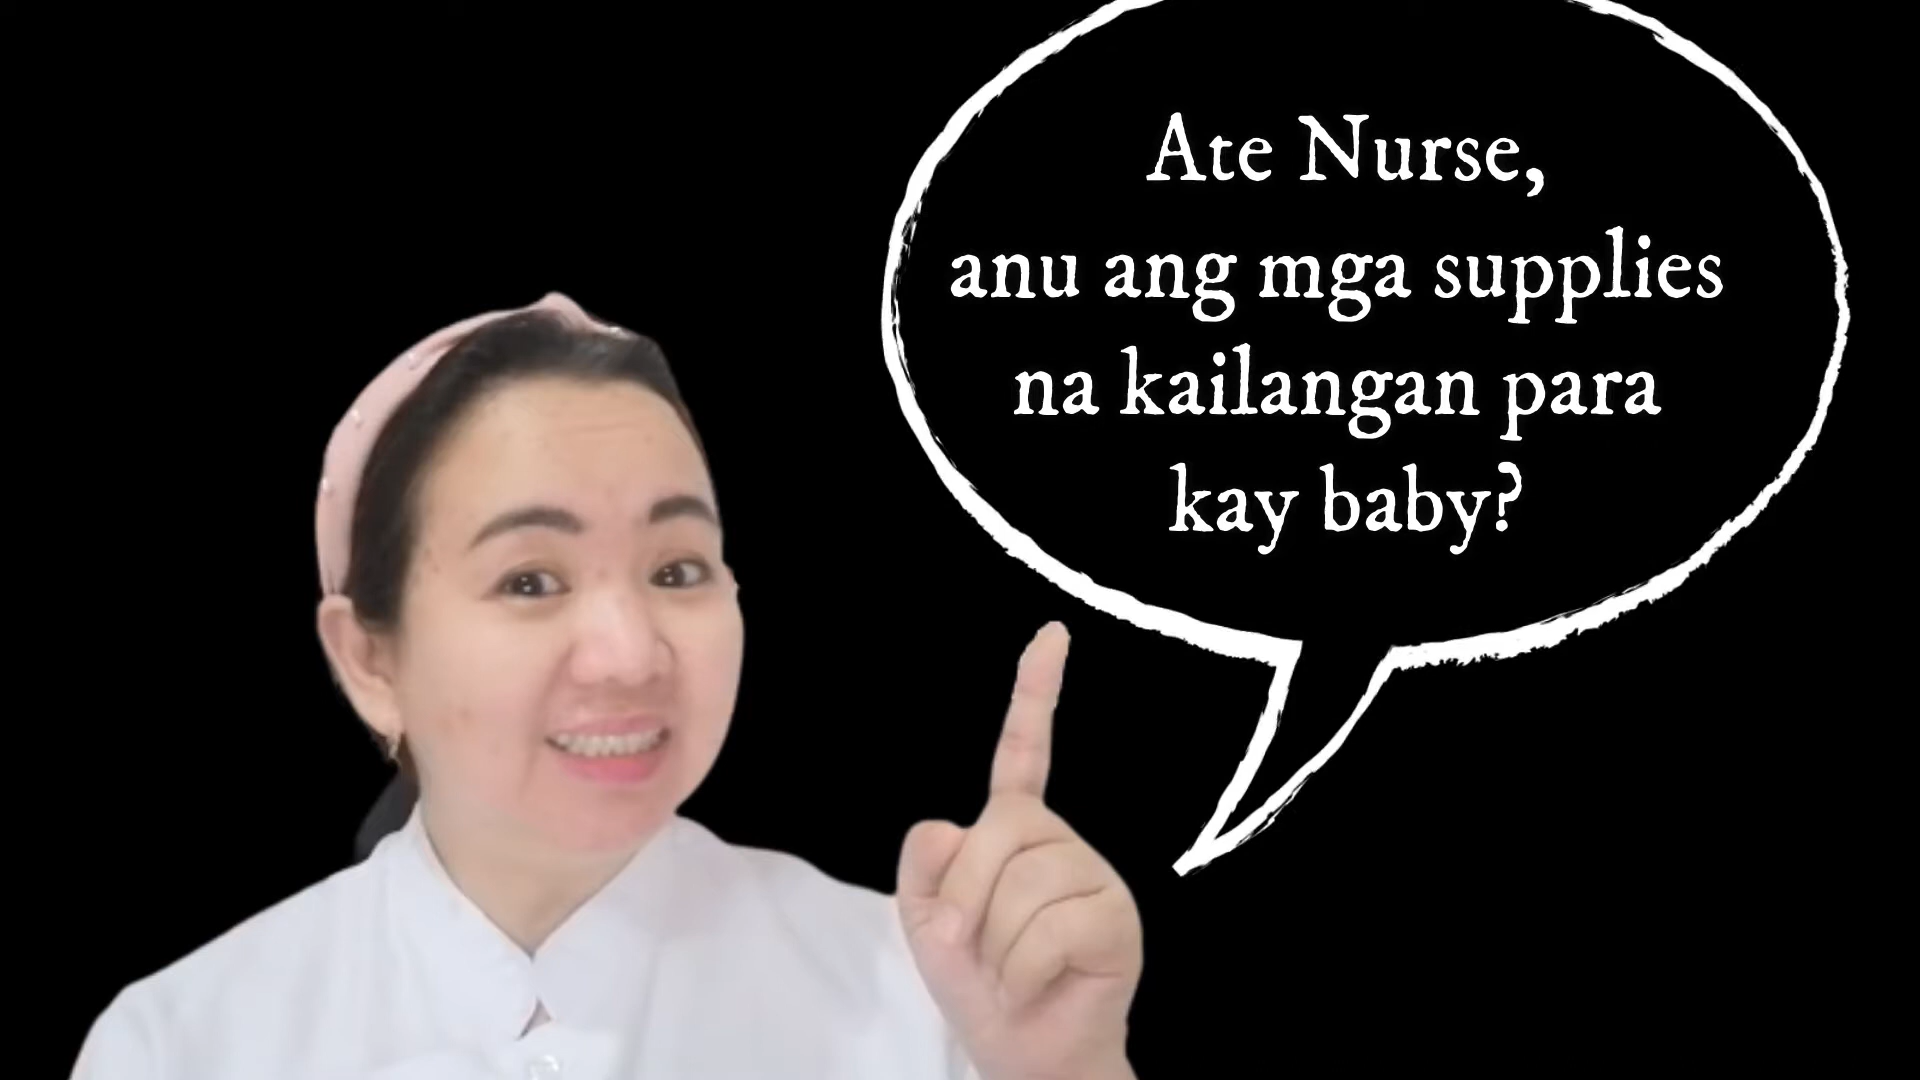 Ate Nurse,
anu ang mga supplies
na kailangan para
kay baby?